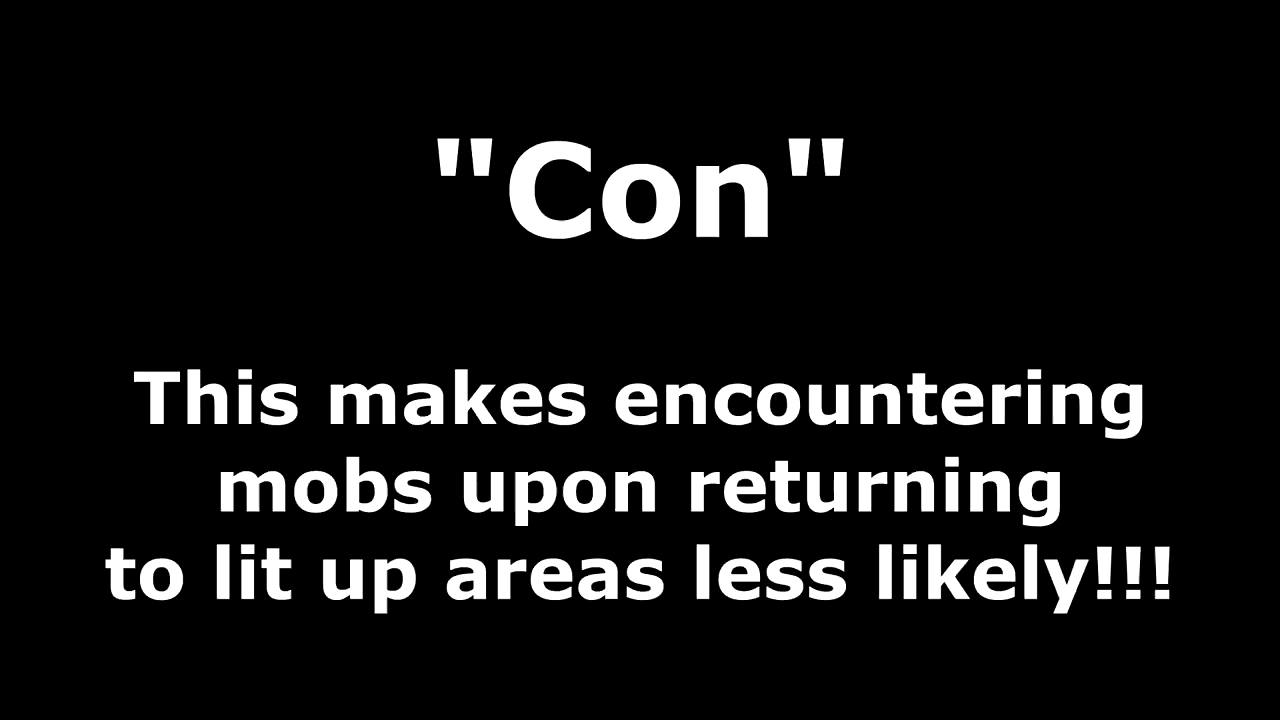 "Con"
This makes encountering
mobs upon returning
to lit up areas less likely!!!